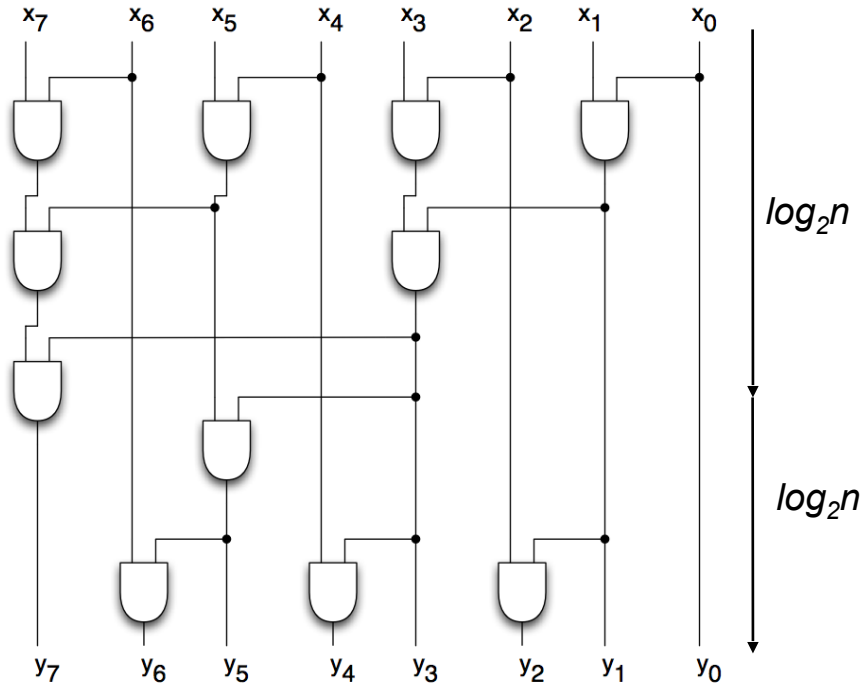 x₇ x₆ x₅ x₄ x₃ x₂ x₁ x₀
log₂n
log₂n
y₇ y₆ y₅ y₄ y₃ y₂ y₁ y₀